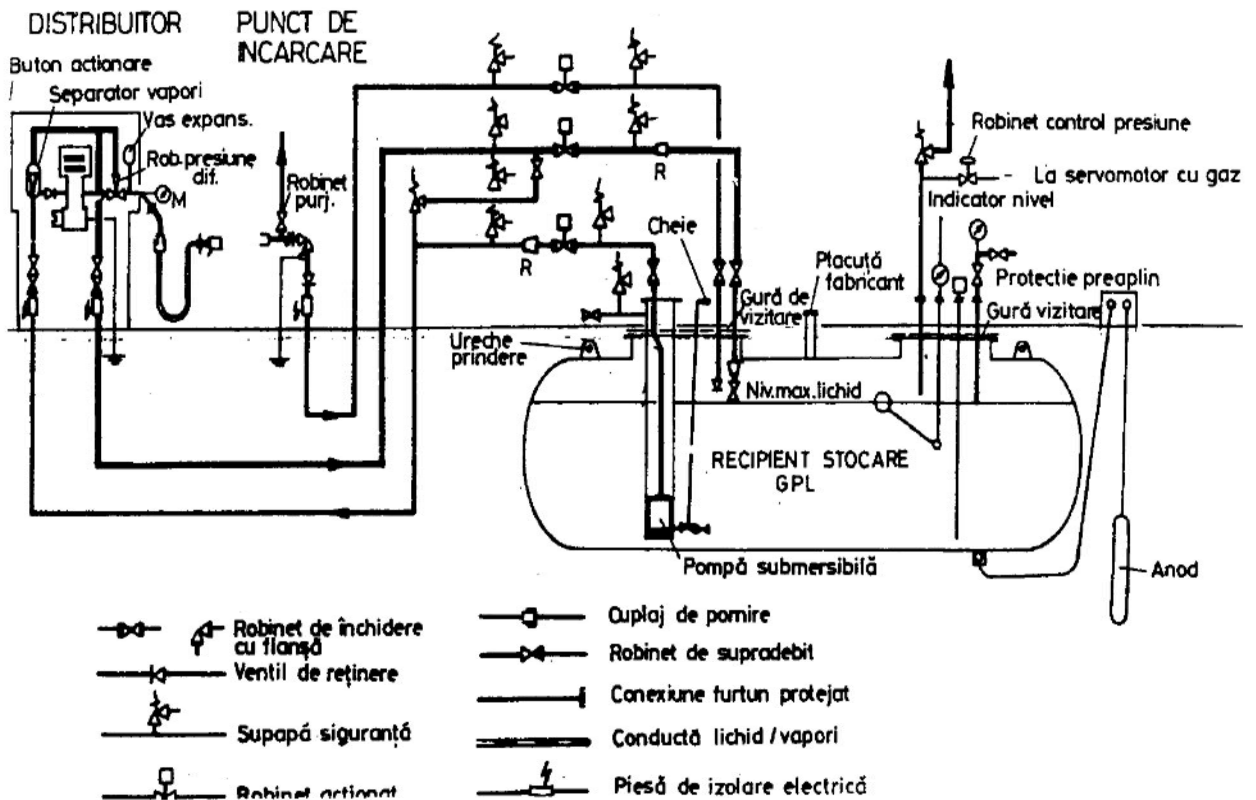 DISTRIBUITOR
PUNCT DE
INCARCARE
Buton actionare
Separator vapori
Vas expans.
Rob.presiune
dif.
M
Robinet
purj.
R
R
Cheie
Robinet control presiune
La servomotor cu gaz
Indicator nivel
Placuță
fabricant
Protectie preaplin
Gură de
vizitare
Gură vizitare
Ureche
prindere
Niv.max.lichid
RECIPIENT STOCARE
GPL
Pompă submersibilă
Anod
Robinet de închidere
cu flanșă
Ventil de reținere
Supapă siguranță
Robinet acționat
Cuplaj de pornire
Robinet de supradebit
Conexiune furtun protejat
Conductă lichid / vapori
Piesă de izolare electrică